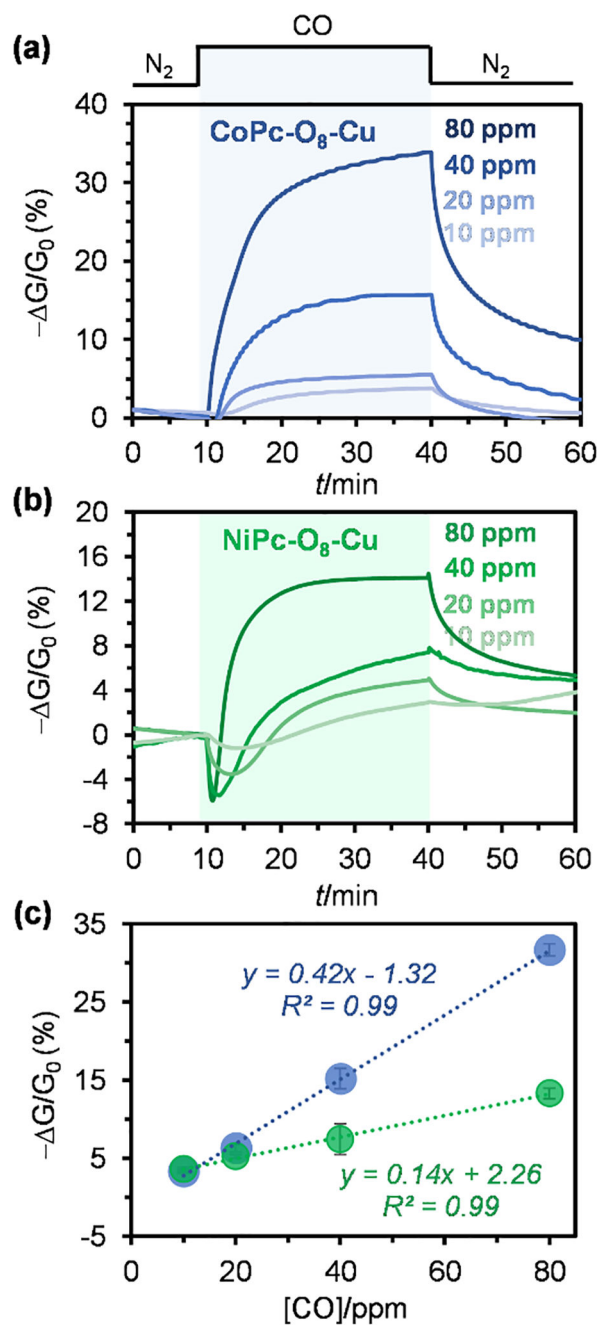 (a)
CO
N₂
N₂
CoPc-O₈-Cu
80 ppm
40 ppm
20 ppm
10 ppm
−ΔG/G₀ (%)
40
30
20
10
0
0 10 20 30 40 50 60
t/min
(b)
NiPc-O₈-Cu
80 ppm
40 ppm
20 ppm
10 ppm
−ΔG/G₀ (%)
20
16
12
8
4
0
-4
-8
0 10 20 30 40 50 60
t/min
(c)
−ΔG/G₀ (%)
35
25
15
5
-5
y = 0.42x - 1.32
R² = 0.99
y = 0.14x + 2.26
R² = 0.99
0 20 40 60 80
[CO]/ppm